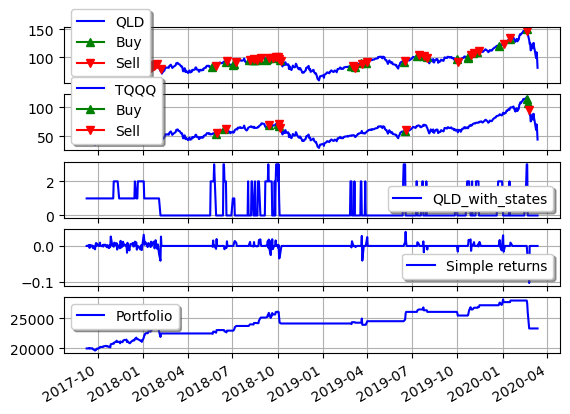 150
100
QLD
Buy
Sell
100
50
TQQQ
Buy
Sell
2
0
QLD_with_states
0.0
−0.1
Simple returns
25000
20000
Portfolio
2017-10
2018-01
2018-04
2018-07
2018-10
2019-01
2019-04
2019-07
2019-10
2020-01
2020-04